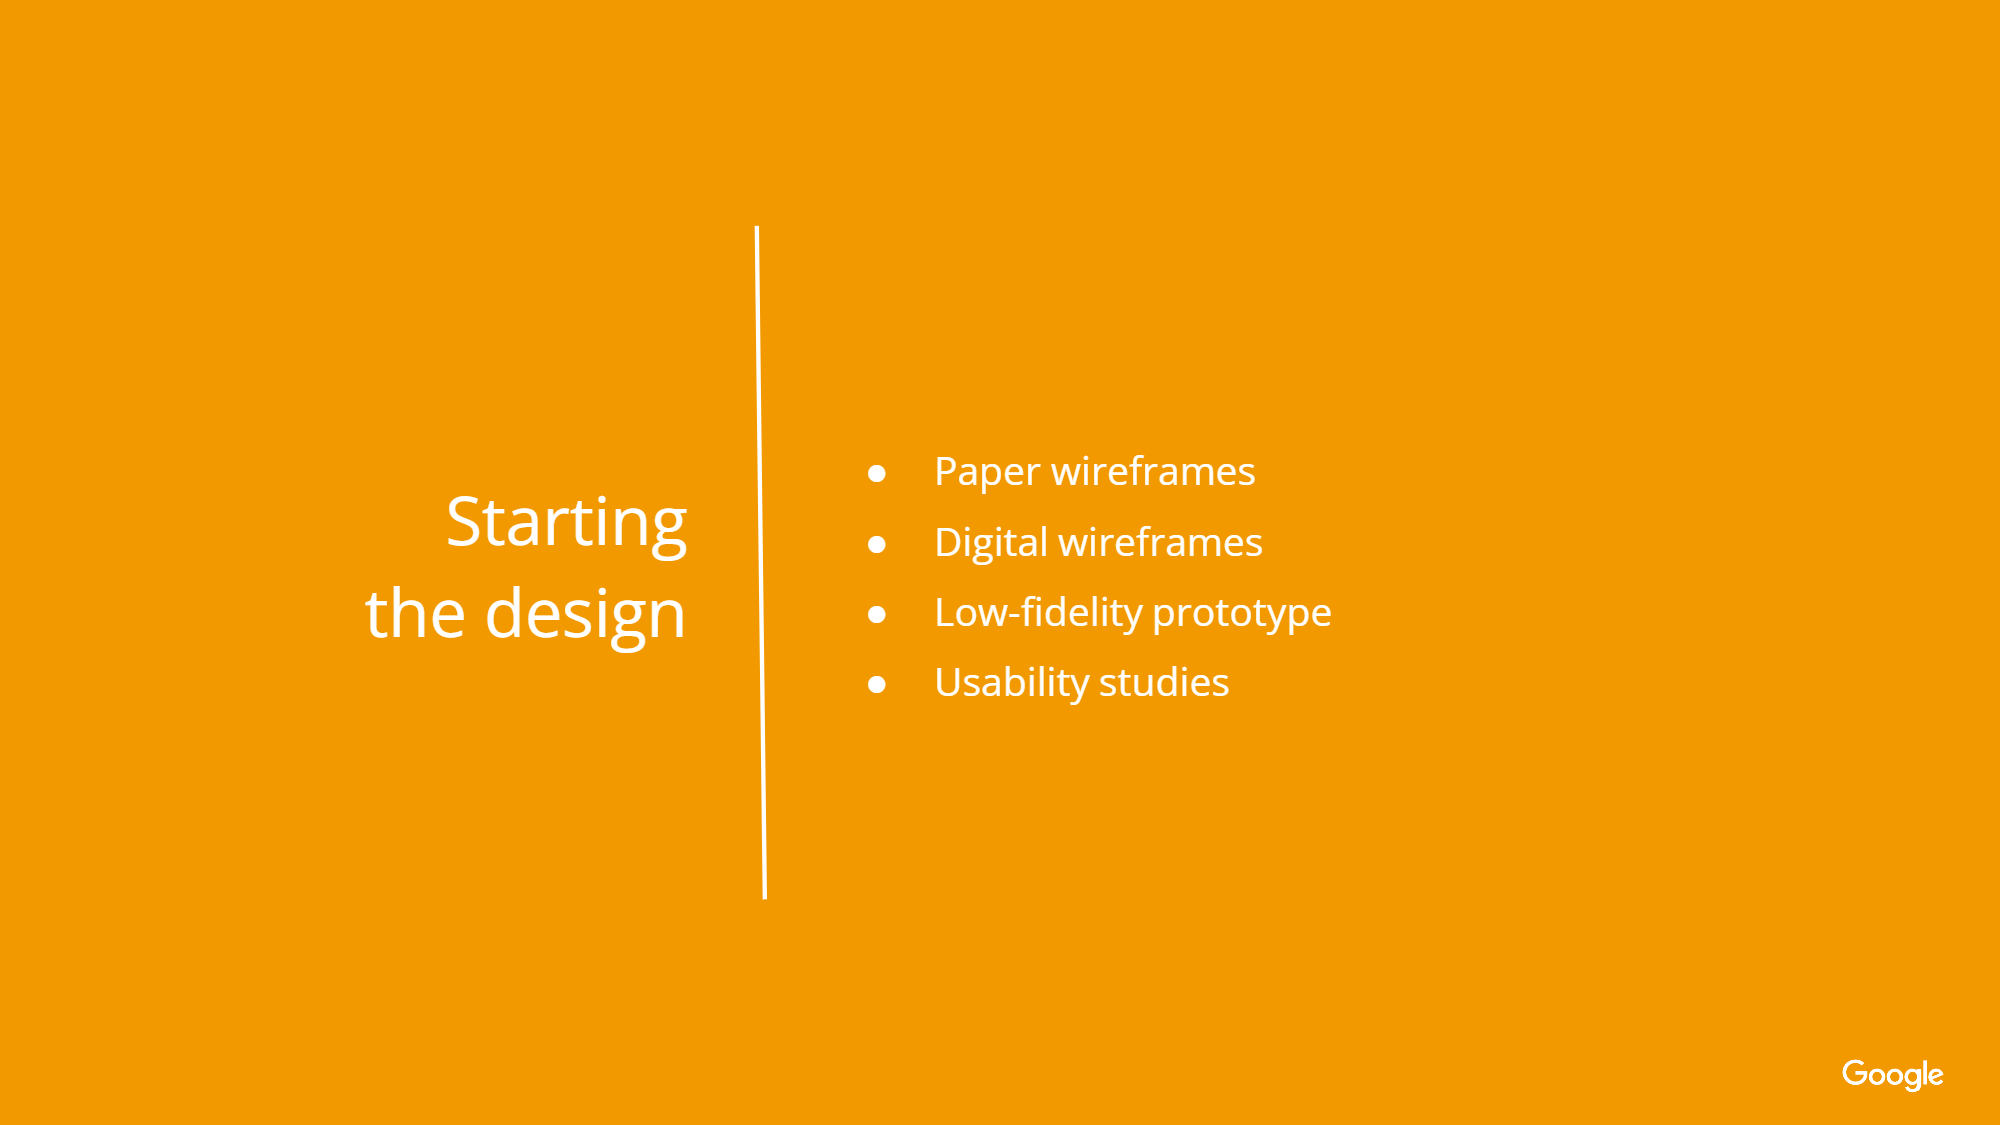 Starting
the design
● Paper wireframes
● Digital wireframes
● Low-fidelity prototype
● Usability studies
Google